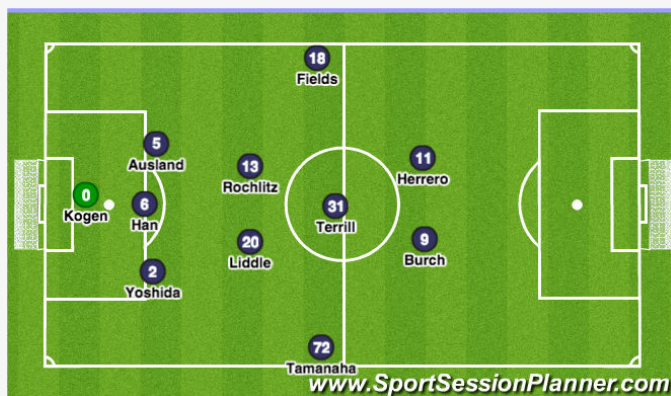 18
Fields
5
Ausland
13
Rochlitz
11
Herrero
0
Kogen
6
Han
31
Terrill
20
Liddle
9
Burch
2
Yoshida
72
Tamanaha
www.SportSessionPlanner.com